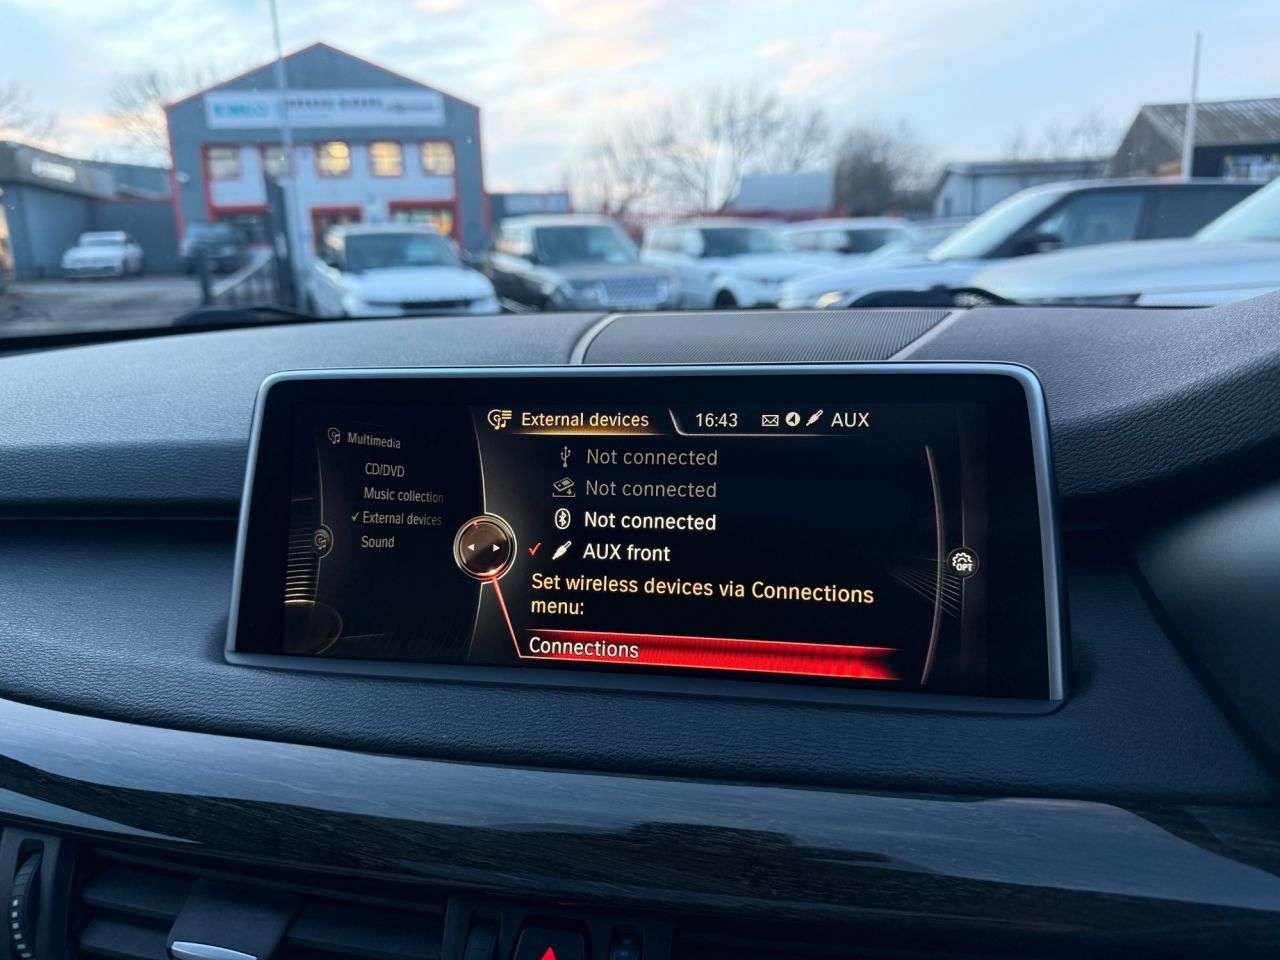 External devices 16:43 AUX
Multimedia
CD/DVD
Music collection
✓ External devices
Sound
Not connected
Not connected
Not connected
✓ AUX front
Set wireless devices via Connections
menu:
Connections
OPT